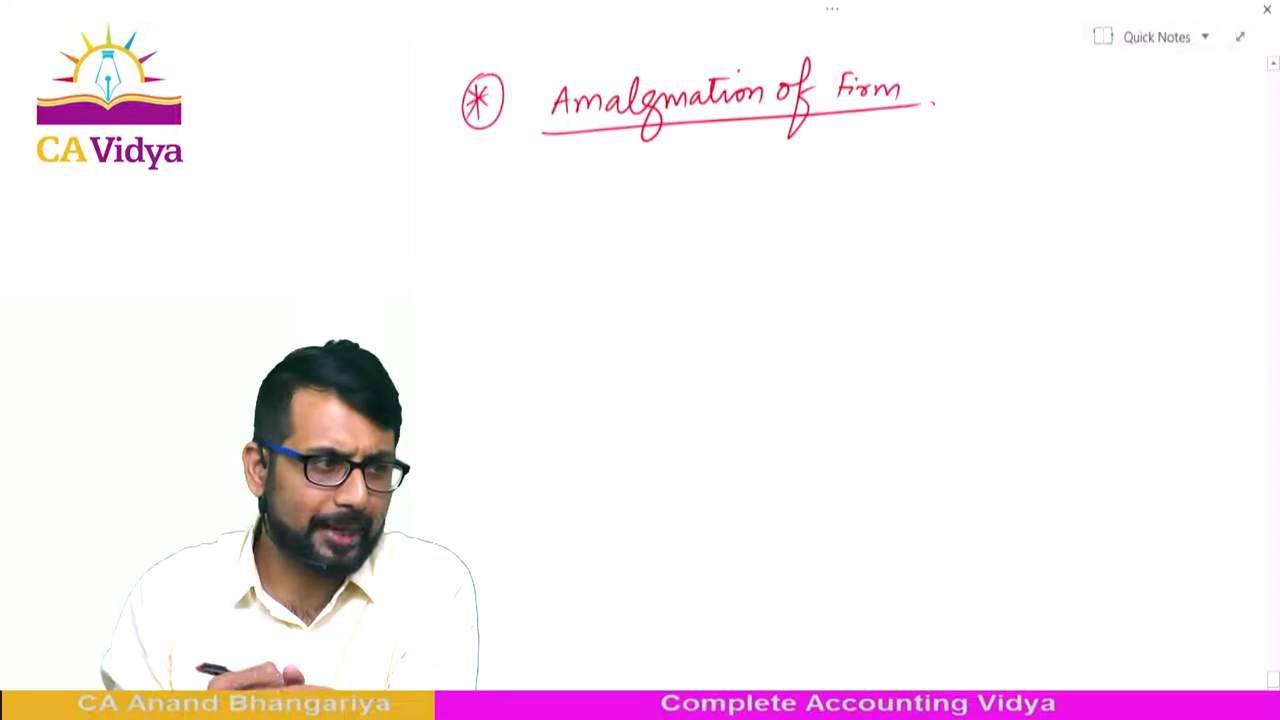 Quick Notes
Amalgmation of Firm.
CA Vidya
CA Anand Bhangariya
Complete Accounting Vidya